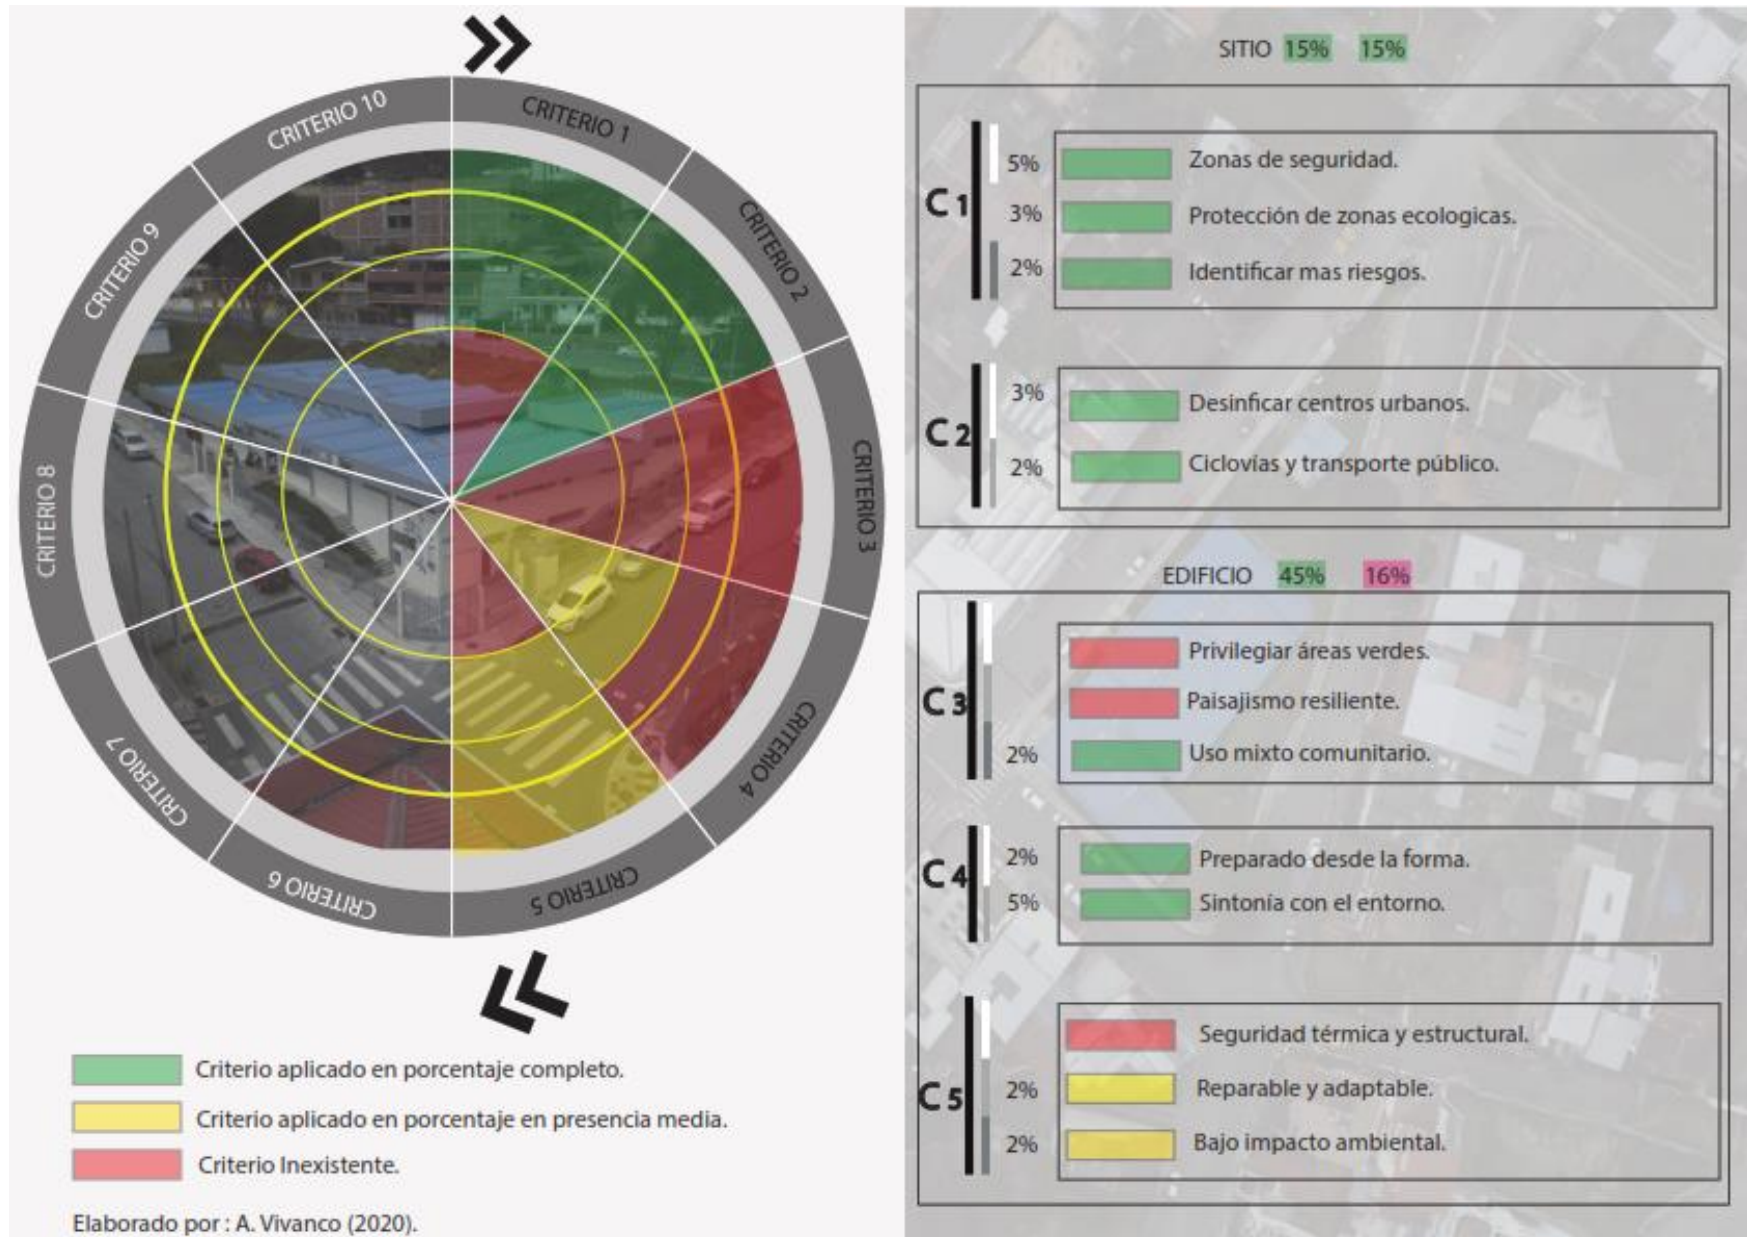 CRITERIO 1
CRITERIO 2
CRITERIO 3
CRITERIO 4
CRITERIO 5
CRITERIO 6
CRITERIO 7
CRITERIO 8
CRITERIO 9
CRITERIO 10
Criterio aplicado en porcentaje completo.
Criterio aplicado en porcentaje en presencia media.
Criterio Inexistente.
Elaborado por : A. Vivanco (2020).
SITIO 15% 15%
C 1
5% Zonas de seguridad.
3% Protección de zonas ecologicas.
2% Identificar mas riesgos.
C 2
3% Desinficar centros urbanos.
2% Ciclovías y transporte público.
EDIFICIO 45% 16%
C 3
Privilegiar áreas verdes.
Paisajismo resiliente.
2% Uso mixto comunitario.
C 4
2% Preparado desde la forma.
5% Sintonía con el entorno.
C 5
Seguridad térmica y estructural.
2% Reparable y adaptable.
2% Bajo impacto ambiental.